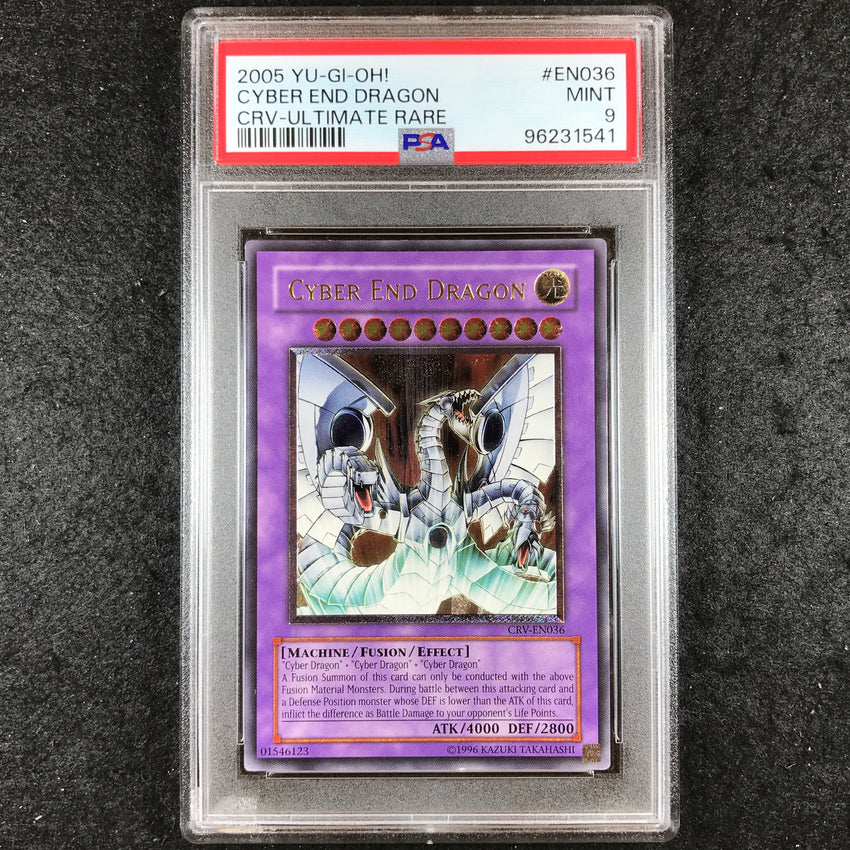 2005 YU-GI-OH! #EN036
CYBER END DRAGON MINT
CRV-ULTIMATE RARE 9
PSA 96231541
CYBER END DRAGON
CRV-EN036
[MACHINE/FUSION/EFFECT]
"Cyber Dragon" + "Cyber Dragon" + "Cyber Dragon"
A Fusion Summon of this card can only be conducted with the above
Fusion Material Monsters. During battle between this attacking card and
a Defense Position monster whose DEF is lower than the ATK of this card,
inflict the difference as Battle Damage to your opponent's Life Points.
ATK/4000 DEF/2800
01546123 ©1996 KAZUKI TAKAHASHI